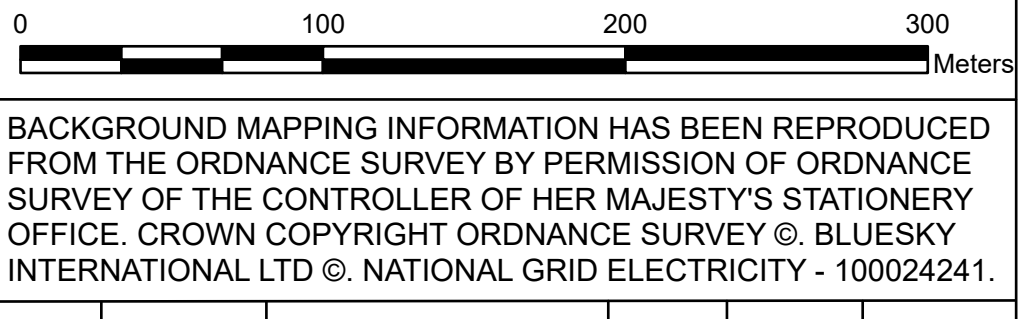 0 100 200 300
Meters
BACKGROUND MAPPING INFORMATION HAS BEEN REPRODUCED
FROM THE ORDNANCE SURVEY BY PERMISSION OF ORDNANCE
SURVEY OF THE CONTROLLER OF HER MAJESTY'S STATIONERY
OFFICE. CROWN COPYRIGHT ORDNANCE SURVEY ©. BLUESKY
INTERNATIONAL LTD ©. NATIONAL GRID ELECTRICITY - 100024241.